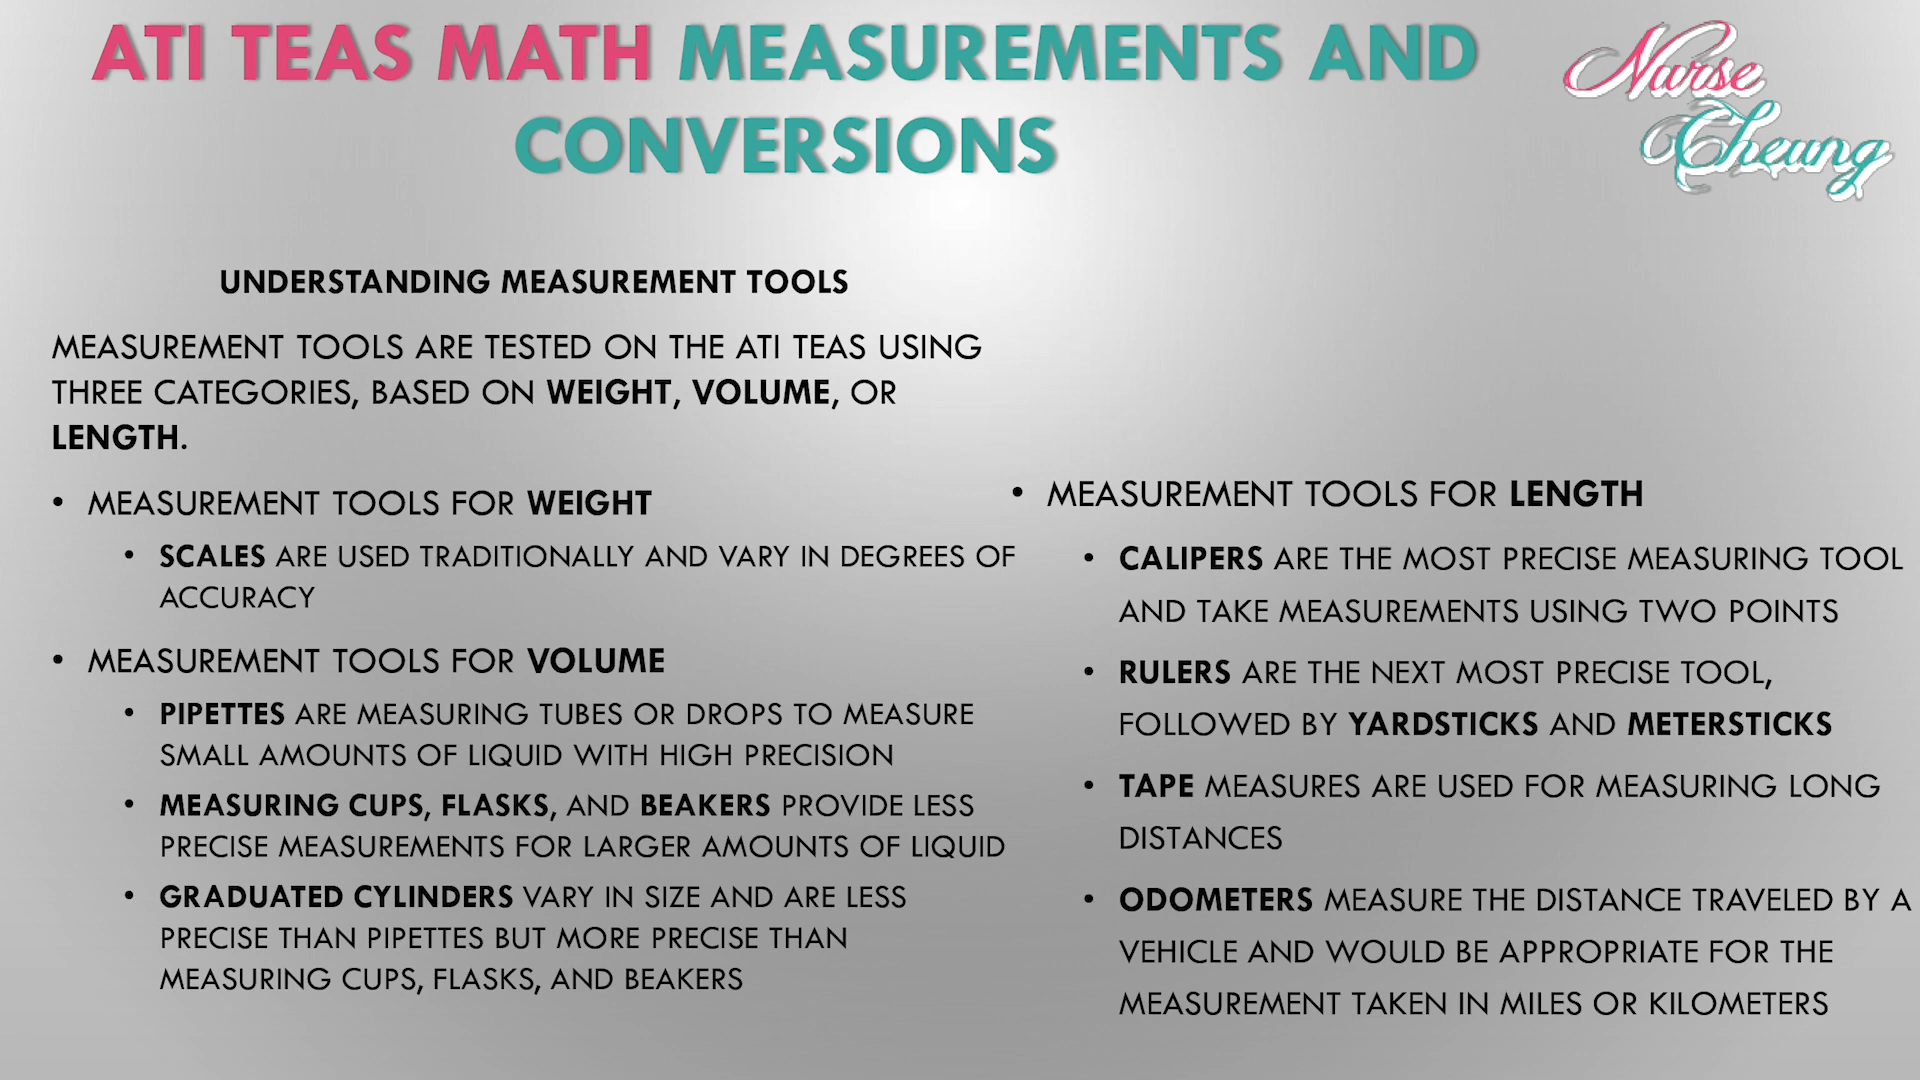 ATI TEAS MATH MEASUREMENTS AND
CONVERSIONS
Nurse
Cheung
UNDERSTANDING MEASUREMENT TOOLS
MEASUREMENT TOOLS ARE TESTED ON THE ATI TEAS USING
THREE CATEGORIES, BASED ON WEIGHT, VOLUME, OR
LENGTH.
• MEASUREMENT TOOLS FOR WEIGHT
• SCALES ARE USED TRADITIONALLY AND VARY IN DEGREES OF
ACCURACY
• MEASUREMENT TOOLS FOR VOLUME
• PIPETTES ARE MEASURING TUBES OR DROPS TO MEASURE
SMALL AMOUNTS OF LIQUID WITH HIGH PRECISION
• MEASURING CUPS, FLASKS, AND BEAKERS PROVIDE LESS
PRECISE MEASUREMENTS FOR LARGER AMOUNTS OF LIQUID
• GRADUATED CYLINDERS VARY IN SIZE AND ARE LESS
PRECISE THAN PIPETTES BUT MORE PRECISE THAN
MEASURING CUPS, FLASKS, AND BEAKERS
• MEASUREMENT TOOLS FOR LENGTH
• CALIPERS ARE THE MOST PRECISE MEASURING TOOL
AND TAKE MEASUREMENTS USING TWO POINTS
• RULERS ARE THE NEXT MOST PRECISE TOOL,
FOLLOWED BY YARDSTICKS AND METERSTICKS
• TAPE MEASURES ARE USED FOR MEASURING LONG
DISTANCES
• ODOMETERS MEASURE THE DISTANCE TRAVELED BY A
VEHICLE AND WOULD BE APPROPRIATE FOR THE
MEASUREMENT TAKEN IN MILES OR KILOMETERS